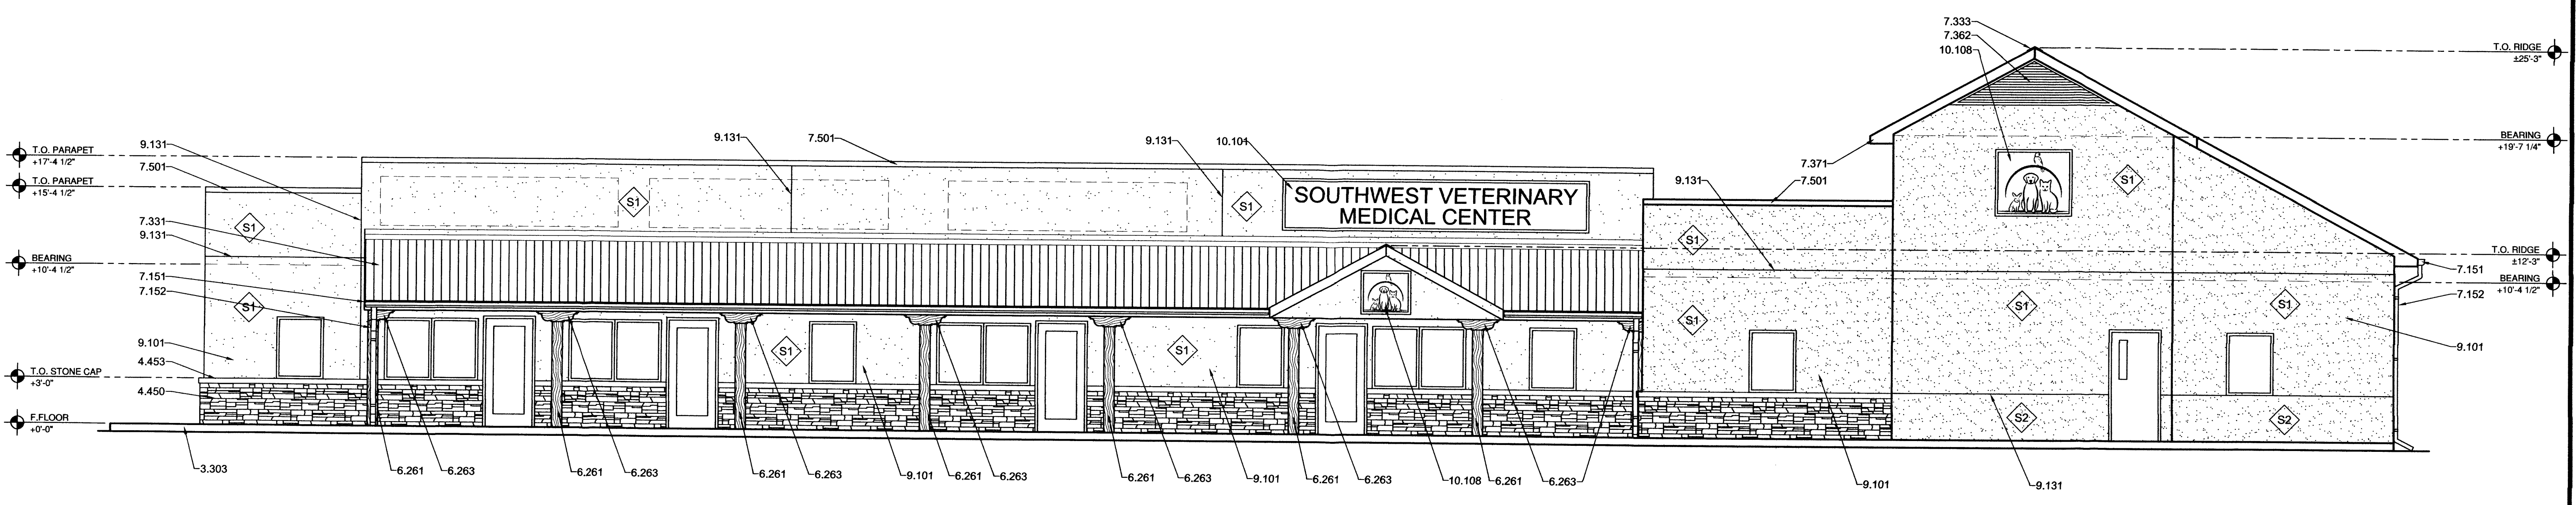 7.333
7.362
10.108
T.O. RIDGE
±25'-3"
9.131
9.131
7.501
9.131
10.101
BEARING
+19'-7 1/4"
T.O. PARAPET
+17'-4 1/2"
7.501
7.371
T.O. PARAPET
+15'-4 1/2"
9.131
7.501
S1
S1
S1
S1
SOUTHWEST VETERINARY
MEDICAL CENTER
7.331
9.131
S1
S1
BEARING
+10'-4 1/2"
T.O. RIDGE
±12'-3"
7.151
7.152
7.151
BEARING
+10'-4 1/2"
7.152
S1
S1
S1
S1
S1
S1
9.101
9.101
4.453
T.O. STONE CAP
+3'-0"
4.450
F.FLOOR
+0'-0"
S2
S2
3.303
6.261
6.263
6.261
6.263
6.261
6.263
9.101
6.261
6.263
6.261
6.263
9.101
6.261
6.263
10.108
6.261
6.263
9.101
9.131